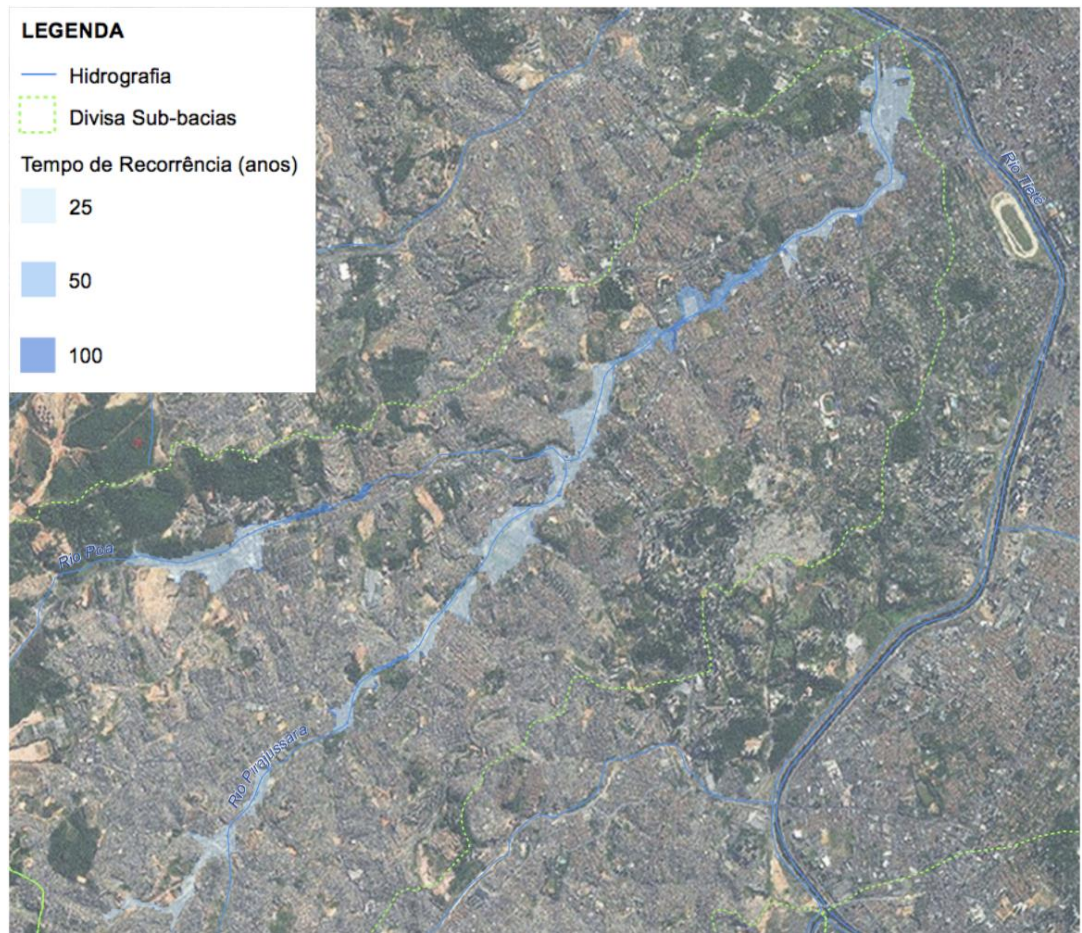 LEGENDA
Hidrografia
Divisa Sub-bacias
Tempo de Recorrência (anos)
25
50
100
Rio Tietê
Rio Poá
Rio Pirajussara